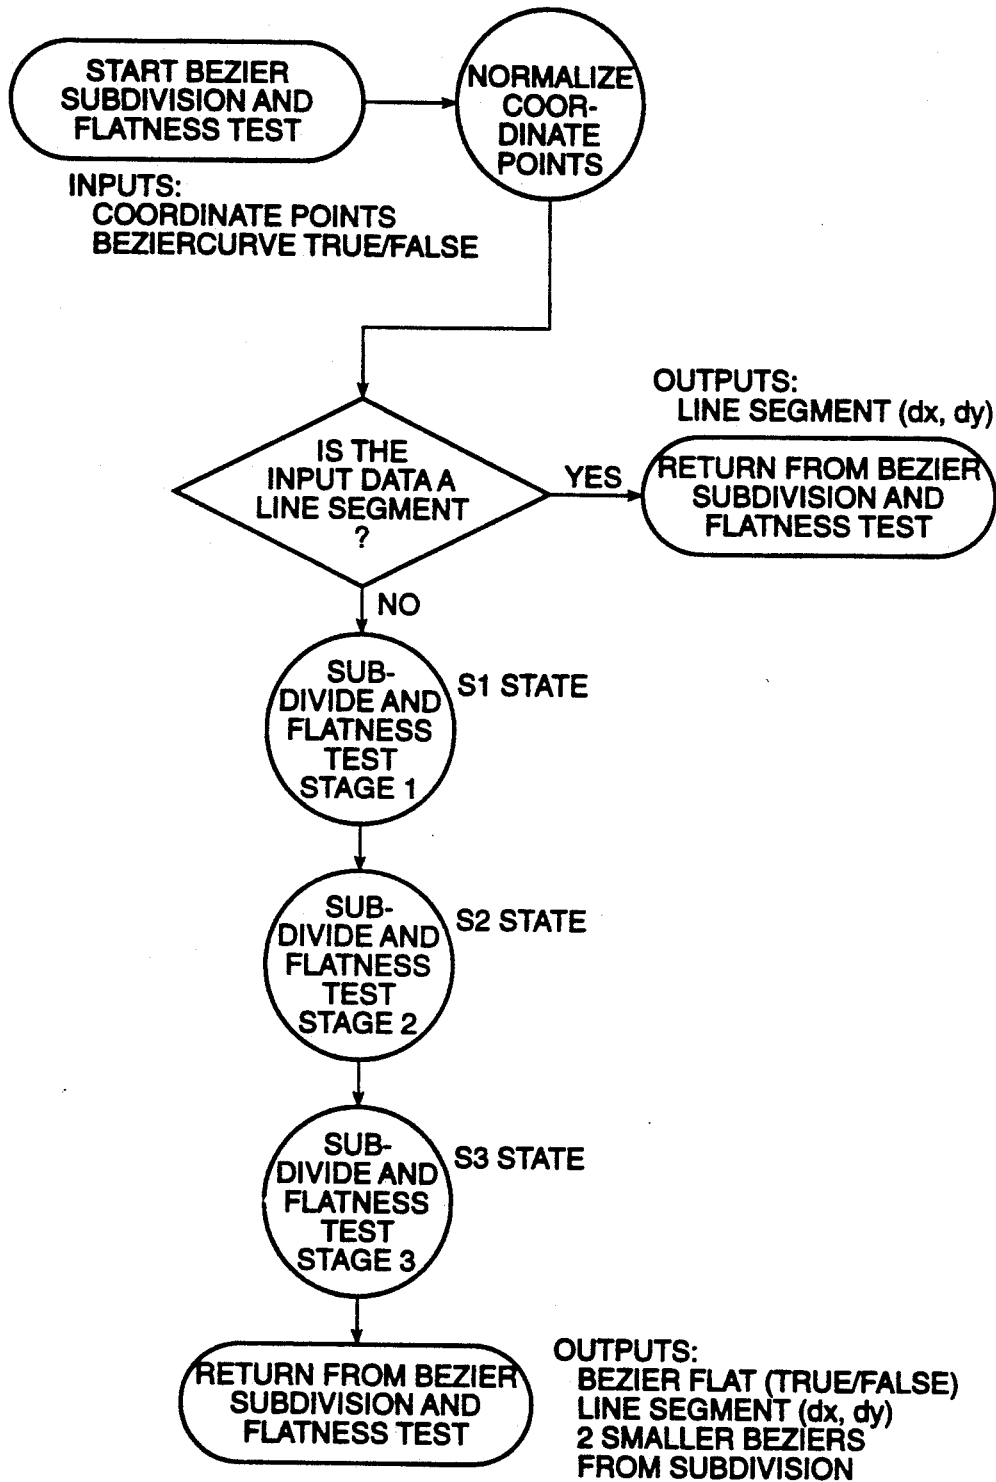 START BEZIER
SUBDIVISION AND
FLATNESS TEST
NORMALIZE
COOR-
DINATE
POINTS
INPUTS:
COORDINATE POINTS
BEZIERCURVE TRUE/FALSE
IS THE
INPUT DATA A
LINE SEGMENT
?
YES
OUTPUTS:
LINE SEGMENT (dx, dy)
RETURN FROM BEZIER
SUBDIVISION AND
FLATNESS TEST
NO
SUB-
DIVIDE AND
FLATNESS
TEST
STAGE 1
S1 STATE
SUB-
DIVIDE AND
FLATNESS
TEST
STAGE 2
S2 STATE
SUB-
DIVIDE AND
FLATNESS
TEST
STAGE 3
S3 STATE
RETURN FROM BEZIER
SUBDIVISION AND
FLATNESS TEST
OUTPUTS:
BEZIER FLAT (TRUE/FALSE)
LINE SEGMENT (dx, dy)
2 SMALLER BEZIERS
FROM SUBDIVISION